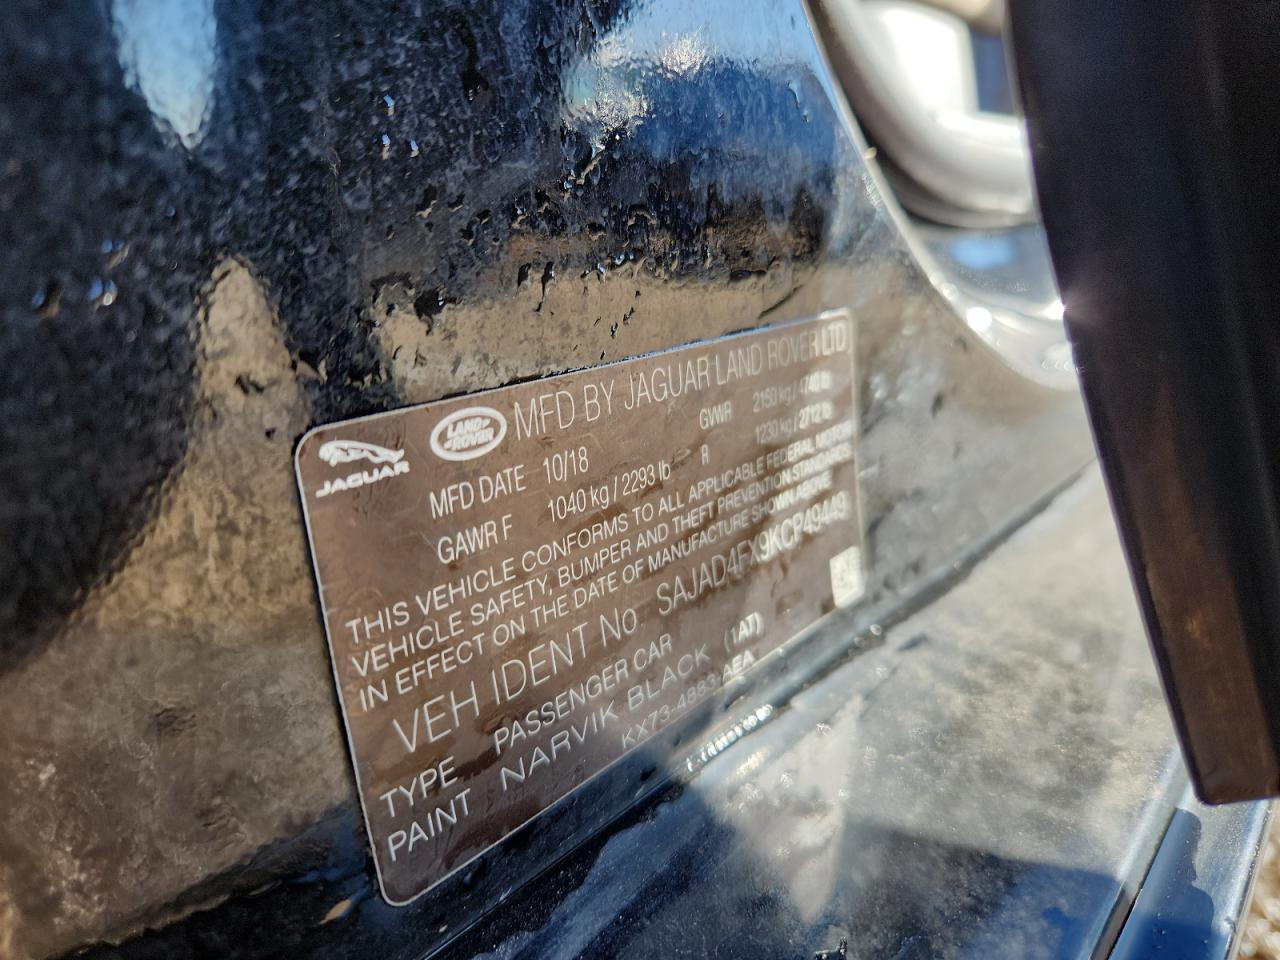 JAGUAR
LAND ROVER
MFD BY JAGUAR LAND ROVER LTD
MFD DATE 10/18 GVWR 2150 kg / 4740 lb
GAWR F 1040 kg / 2293 lb R 1230 kg / 2712 lb
THIS VEHICLE CONFORMS TO ALL APPLICABLE FEDERAL MOTOR
VEHICLE SAFETY, BUMPER AND THEFT PREVENTION STANDARDS
IN EFFECT ON THE DATE OF MANUFACTURE SHOWN ABOVE
VEH IDENT No SAJAD4FX9KCP49449
TYPE PASSENGER CAR
PAINT NARVIK BLACK (1AT)
KX73-4883-AEA